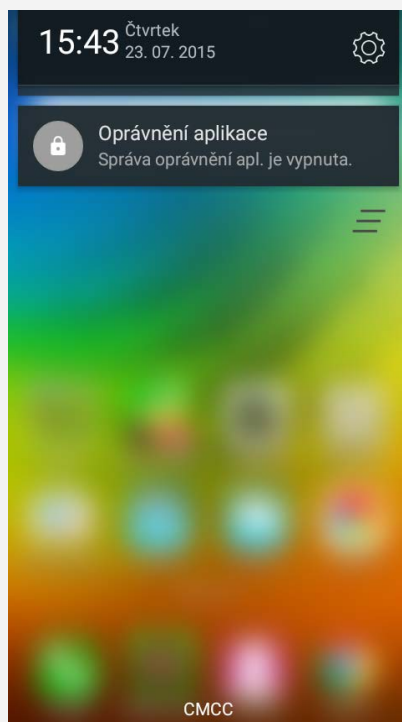 15:43
Čtvrtek
23. 07. 2015
Oprávnění aplikace
Správa oprávnění apl. je vypnuta.
CMCC